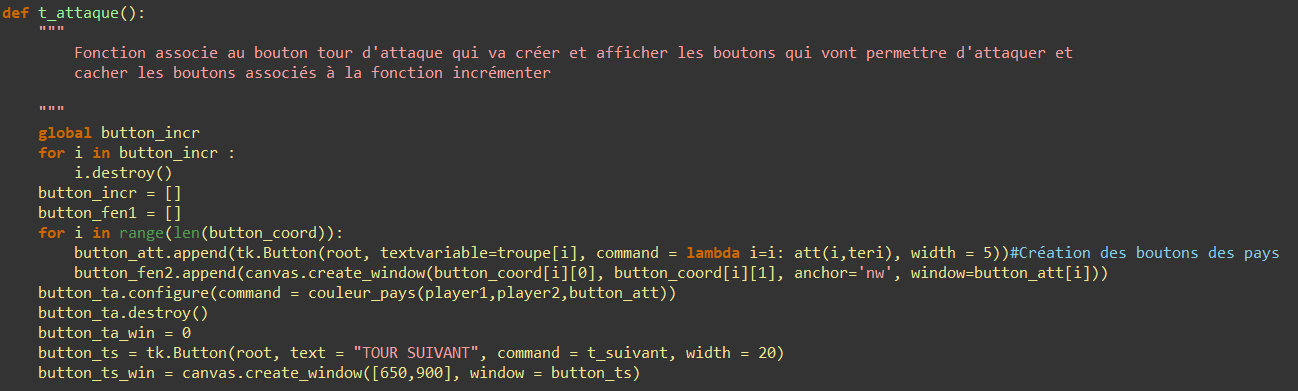 def t_attaque():
    """
        Fonction associe au bouton tour d'attaque qui va créer et afficher les boutons qui vont permettre d'attaquer et
        cacher les boutons associés à la fonction incrémenter

    """
    global button_incr
    for i in button_incr :
        i.destroy()
    button_incr = []
    button_fen1 = []
    for i in range(len(button_coord)):
        button_att.append(tk.Button(root, textvariable=troupe[i], command = lambda i=i: att(i,teri), width = 5))#Création des boutons des pays
        button_fen2.append(canvas.create_window(button_coord[i][0], button_coord[i][1], anchor='nw', window=button_att[i]))
    button_ta.configure(command = couleur_pays(player1,player2,button_att))
    button_ta.destroy()
    button_ta_win = 0
    button_ts = tk.Button(root, text = "TOUR SUIVANT", command = t_suivant, width = 20)
    button_ts_win = canvas.create_window([650,900], window = button_ts)